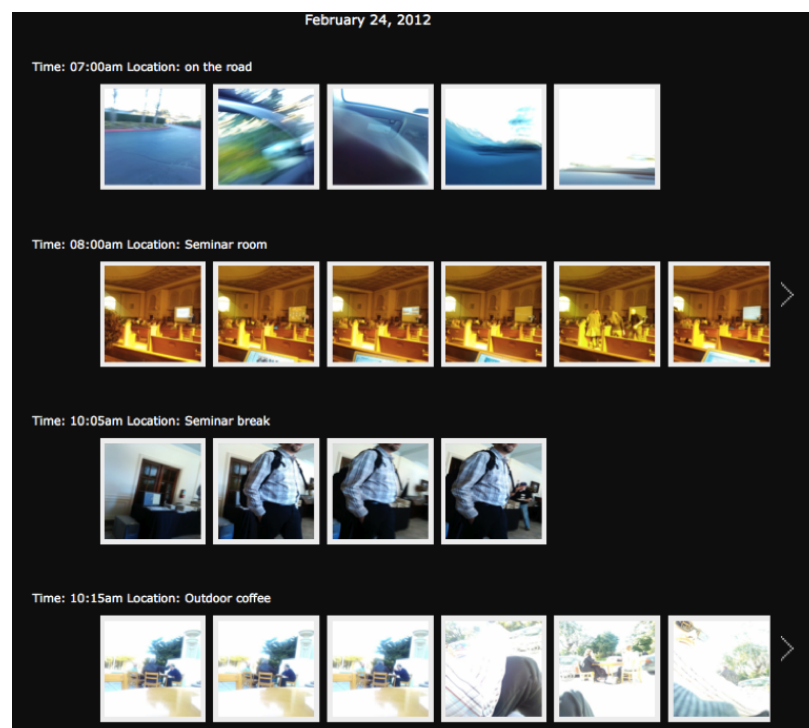 February 24, 2012
Time: 07:00am Location: on the road
Time: 08:00am Location: Seminar room
Time: 10:05am Location: Seminar break
Time: 10:15am Location: Outdoor coffee